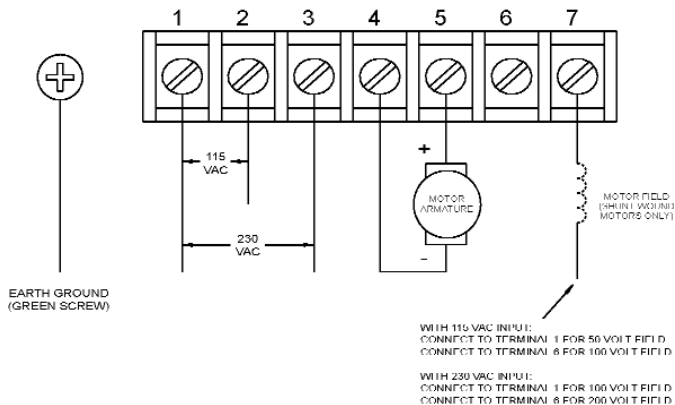 1 2 3 4 5 6 7
115
VAC
230
VAC
+
MOTOR
ARMATURE
-
MOTOR FIELD
(SHUNT WOUND
MOTORS ONLY)
EARTH GROUND
(GREEN SCREW)
WITH 115 VAC INPUT:
CONNECT TO TERMINAL 1 FOR 50 VOLT FIELD
CONNECT TO TERMINAL 6 FOR 100 VOLT FIELD
WITH 230 VAC INPUT:
CONNECT TO TERMINAL 1 FOR 100 VOLT FIELD
CONNECT TO TERMINAL 6 FOR 200 VOLT FIELD